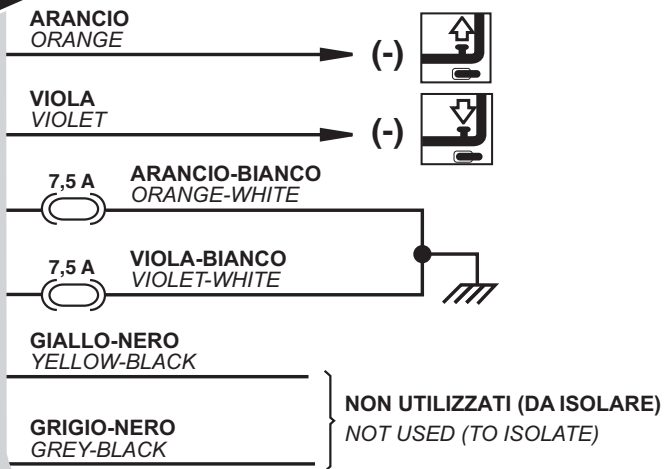 ARANCIO
ORANGE
(-)
VIOLA
VIOLET
(-)
7,5 A
ARANCIO-BIANCO
ORANGE-WHITE
7,5 A
VIOLA-BIANCO
VIOLET-WHITE
GIALLO-NERO
YELLOW-BLACK
GRIGIO-NERO
GREY-BLACK
NON UTILIZZATI (DA ISOLARE)
NOT USED (TO ISOLATE)